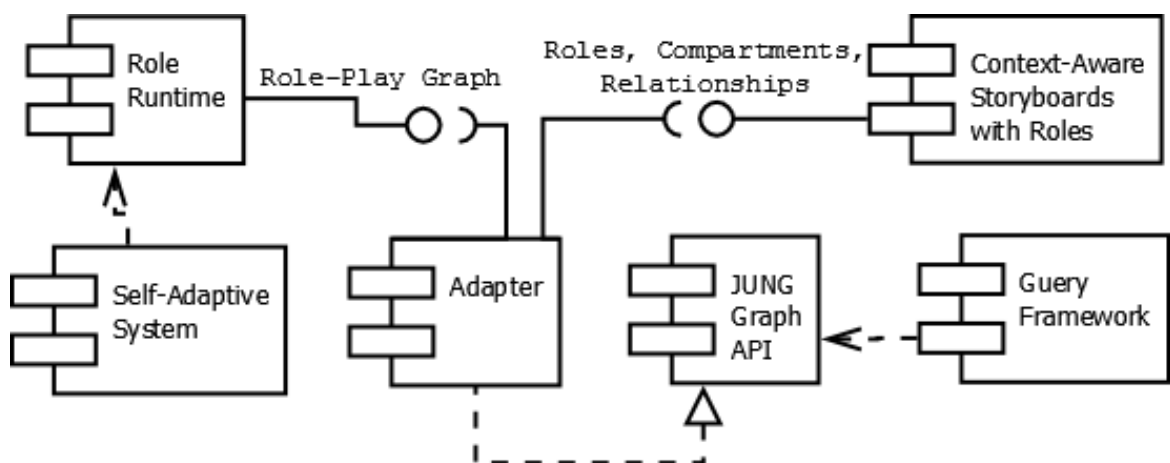 Role
Runtime
Role-Play Graph
Roles, Compartments,
Relationships
Context-Aware
Storyboards
with Roles
Self-Adaptive
System
Adapter
JUNG
Graph
API
Guery
Framework